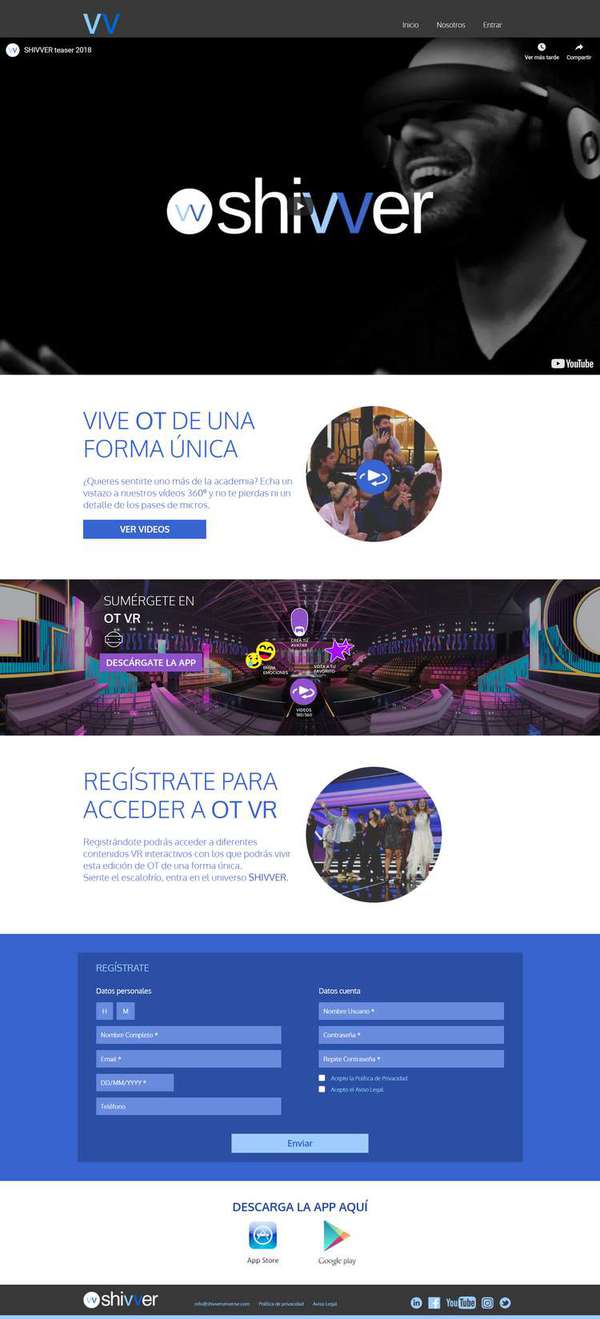 VV
Inicio Nosotros Entrar
SHIVVER teaser 2018
Ver más tarde Compartir
shivver
YouTube
VIVE OT DE UNA
FORMA ÚNICA
¿Quieres sentirte uno más de la academia? Echa un
vistazo a nuestros vídeos 360º y no te pierdas ni un
detalle de los pases de micros.
VER VIDEOS
SUMÉRGETE EN
OT VR
DESCÁRGATE LA APP
CREA TU
AVATAR
EMOCIONES
VOTA A TU
FAVORITO
VIDEOS
180/360
REGÍSTRATE PARA
ACCEDER A OT VR
Registrándote podrás acceder a diferentes
contenidos VR interactivos con los que podrás vivir
esta edición de OT de una forma única.
Siente el escalofrío, entra en el universo SHIVVER.
REGÍSTRATE
Datos personales
H M
Nombre Completo *
Email *
DD/MM/YYYY *
Teléfono
Datos cuenta
Nombre Usuario *
Contraseña *
Repite Contraseña *
Acepto la Política de Privacidad.
Acepto el Aviso Legal.
Enviar
DESCARGA LA APP AQUÍ
App Store Google play
shivver
info@shivveruniverse.com Política de privacidad Aviso Legal
YouTube